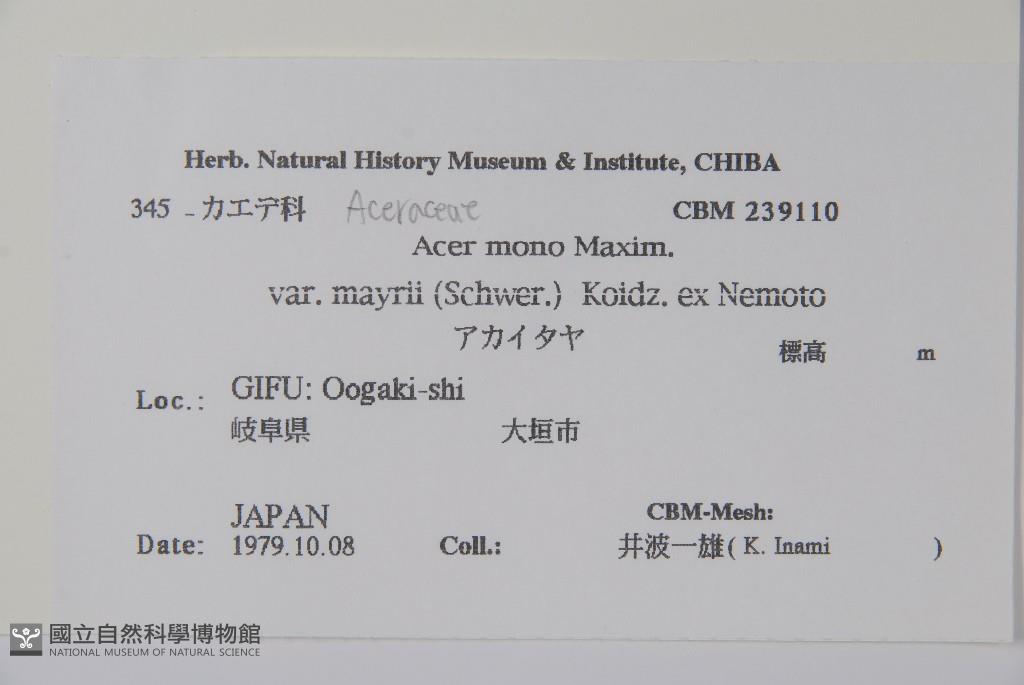 Herb. Natural History Museum & Institute, CHIBA
345 - カエデ科 Aceraceae CBM 239110
Acer mono Maxim.
var. mayrii (Schwer.) Koidz. ex Nemoto
アカイタヤ
標高 m
Loc.: GIFU: Oogaki-shi
岐阜県 大垣市
JAPAN CBM-Mesh:
Date: 1979.10.08 Coll.: 井波一雄 ( K. Inami )
國立自然科學博物館
NATIONAL MUSEUM OF NATURAL SCIENCE